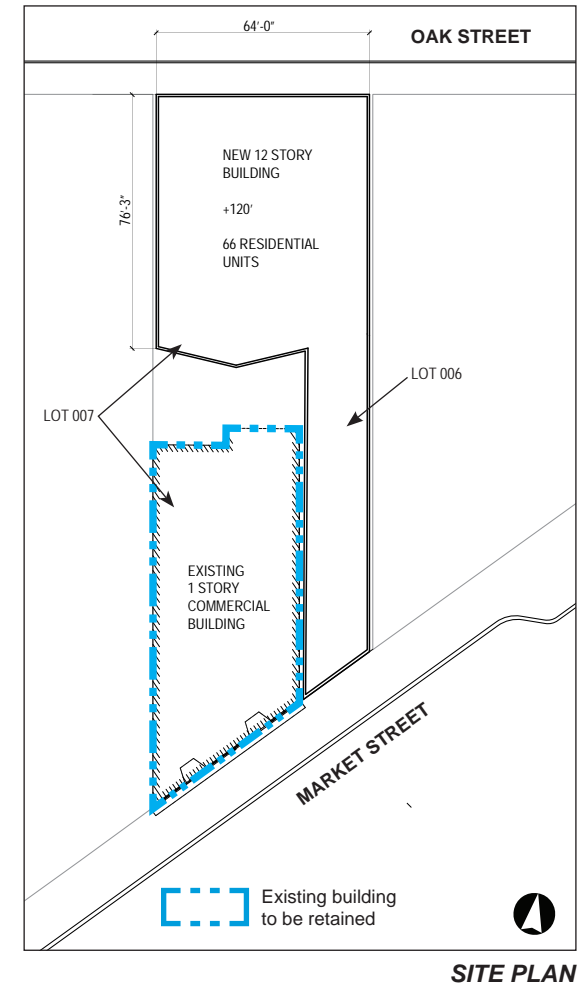 64'-0"
OAK STREET
NEW 12 STORY
BUILDING
+120'
66 RESIDENTIAL
UNITS
76'-3"
LOT 006
LOT 007
EXISTING
1 STORY
COMMERCIAL
BUILDING
MARKET STREET
Existing building
to be retained
SITE PLAN